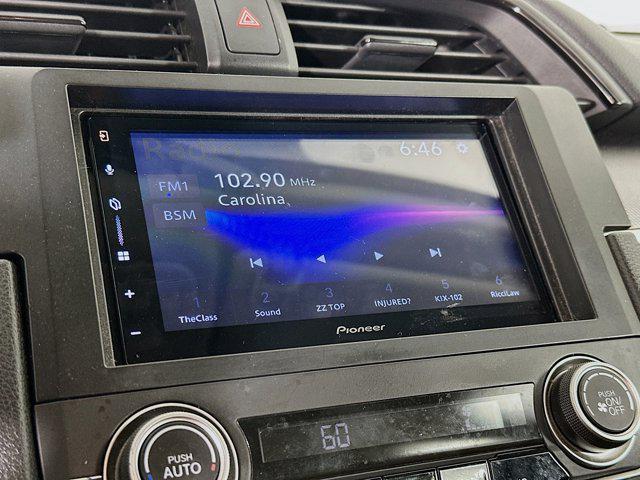 Radio
6:46
FM1
102.90 MHz
Carolina,
BSM
1 2 3 4 5 6
TheClass Sound ZZ TOP INJURED? KIX-102 RicciLaw
Pioneer
60
PUSH
AUTO
PUSH
ON/
OFF